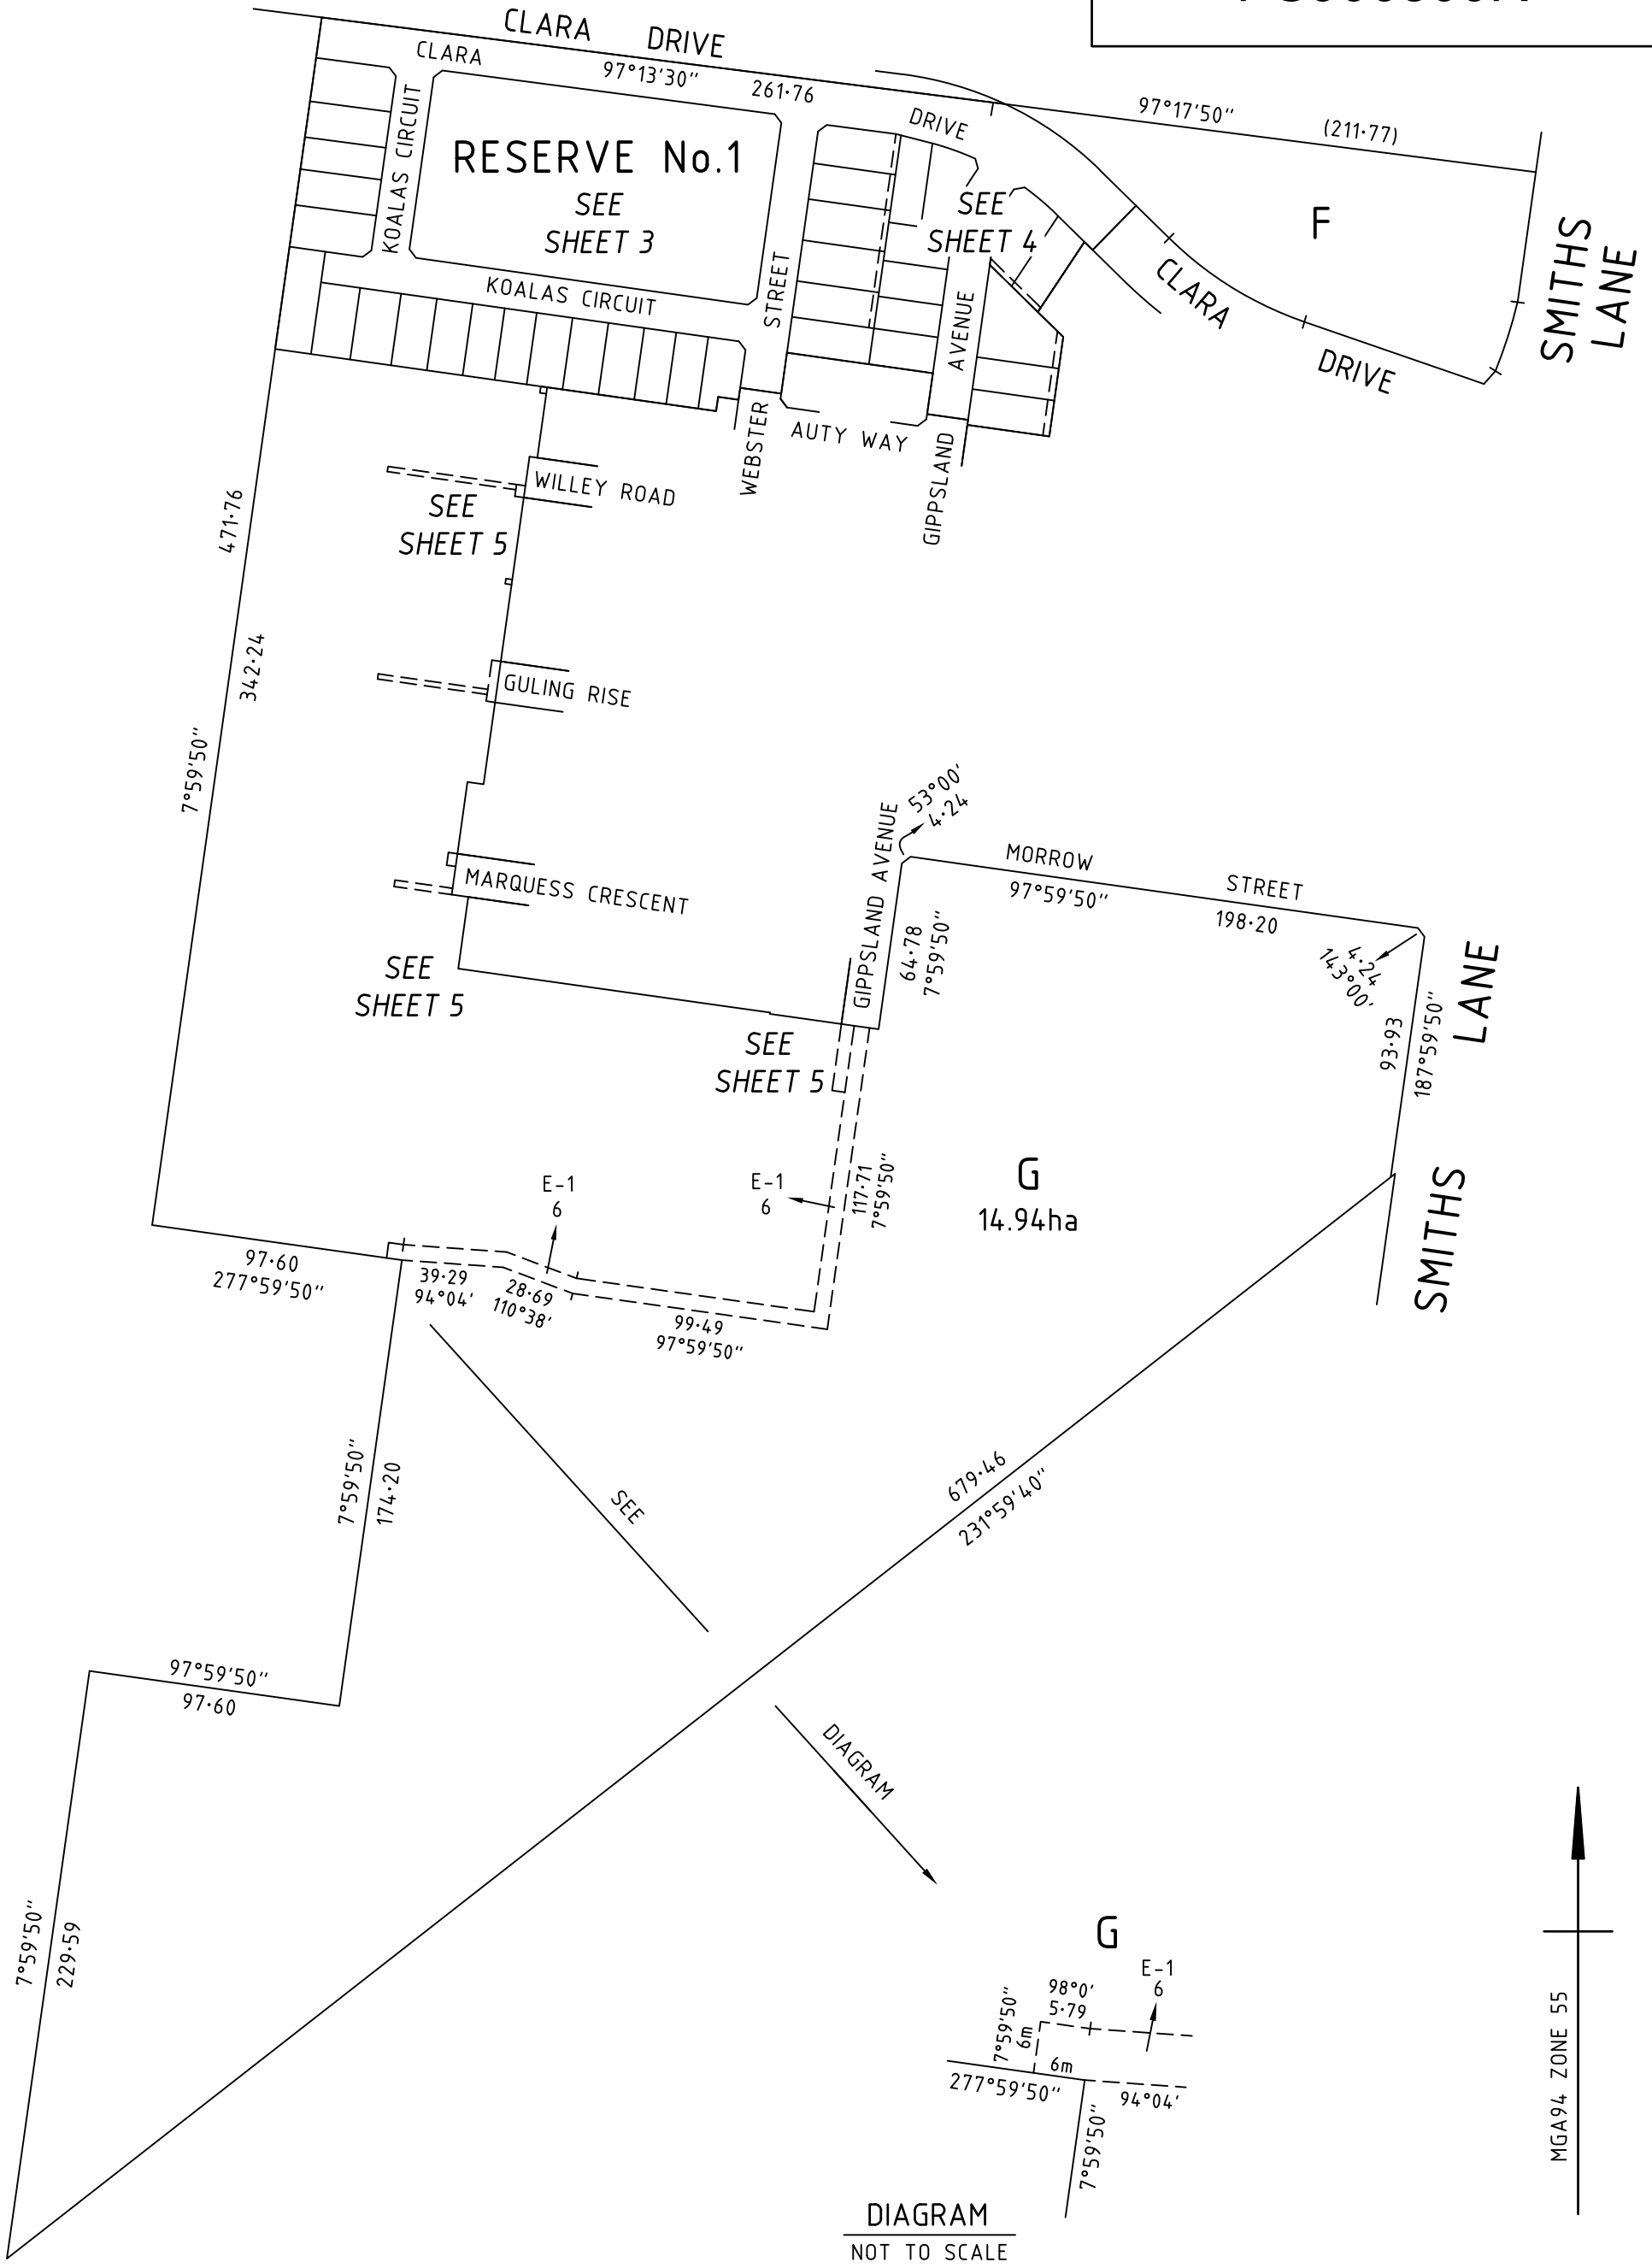 CLARA DRIVE
CLARA
97°13'30"
261·76
DRIVE
97°17'50"
(211·77)
KOALAS CIRCUIT
RESERVE No.1
SEE
SHEET 3
SEE
SHEET 4
F
SMITHS
LANE
CLARA
DRIVE
KOALAS CIRCUIT
STREET
AVENUE
WEBSTER
AUTY WAY
GIPPSLAND
WILLEY ROAD
SEE
SHEET 5
471·76
342·24
7°59'50"
GULING RISE
MARQUESS CRESCENT
53°00'
4·24
GIPPSLAND AVENUE
MORROW
STREET
97°59'50"
198·20
64·78
7°59'50"
4·24
143°00'
LANE
93·93
187°59'50"
SEE
SHEET 5
SEE
SHEET 5
E-1
6
E-1
6
117·71
7°59'50"
G
14.94ha
SMITHS
97·60
277°59'50"
39·29
94°04'
28·69
110°38'
99·49
97°59'50"
7°59'50"
174·20
SEE
679·46
231°59'40"
97°59'50"
97·60
DIAGRAM
7°59'50"
229·59
G
E-1
6
98°0'
5·79
7°59'50"
6m
6m
277°59'50"
94°04'
7°59'50"
MGA94 ZONE 55
DIAGRAM
NOT TO SCALE